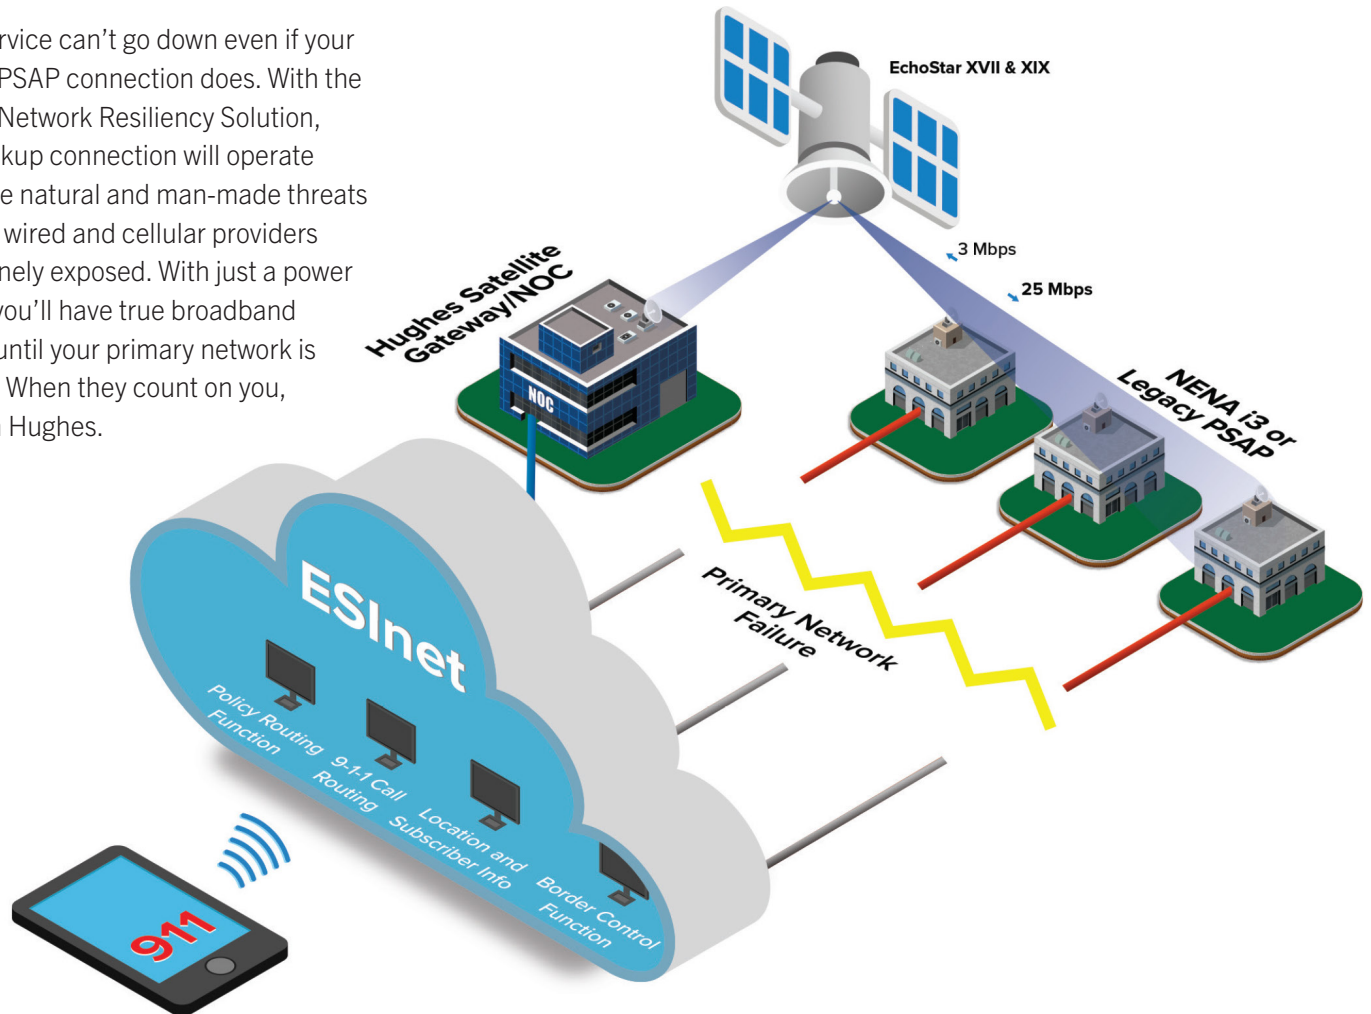 rvice can't go down even if your
PSAP connection does. With the
Network Resiliency Solution,
kup connection will operate
e natural and man-made threats
wired and cellular providers
nely exposed. With just a power
you'll have true broadband
until your primary network is
When they count on you,
Hughes.
EchoStar XVII & XIX
3 Mbps
25 Mbps
Hughes Satellite
Gateway/NOC
NOC
NENA i3 or
Legacy PSAP
Primary Network
Failure
ESInet
Policy Routing
Function
9-1-1 Call
Routing
Location and
Subscriber Info
Border Control
Function
911